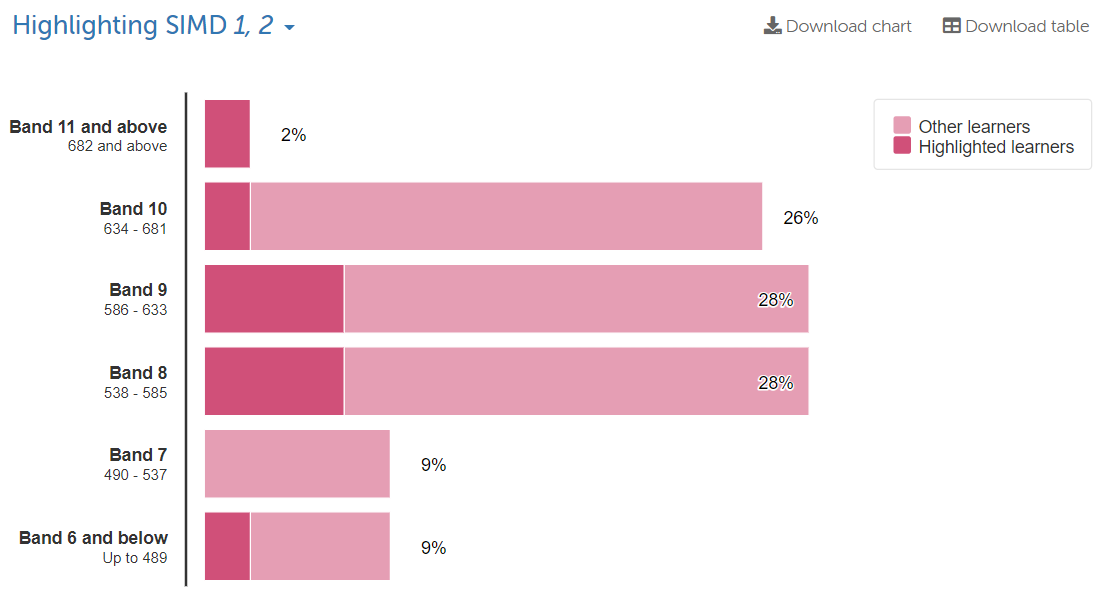 Highlighting SIMD 1, 2
Download chart
Download table
Other learners
Highlighted learners
Band 11 and above
682 and above
2%
Band 10
634 - 681
26%
Band 9
586 - 633
28%
Band 8
538 - 585
28%
Band 7
490 - 537
9%
Band 6 and below
Up to 489
9%